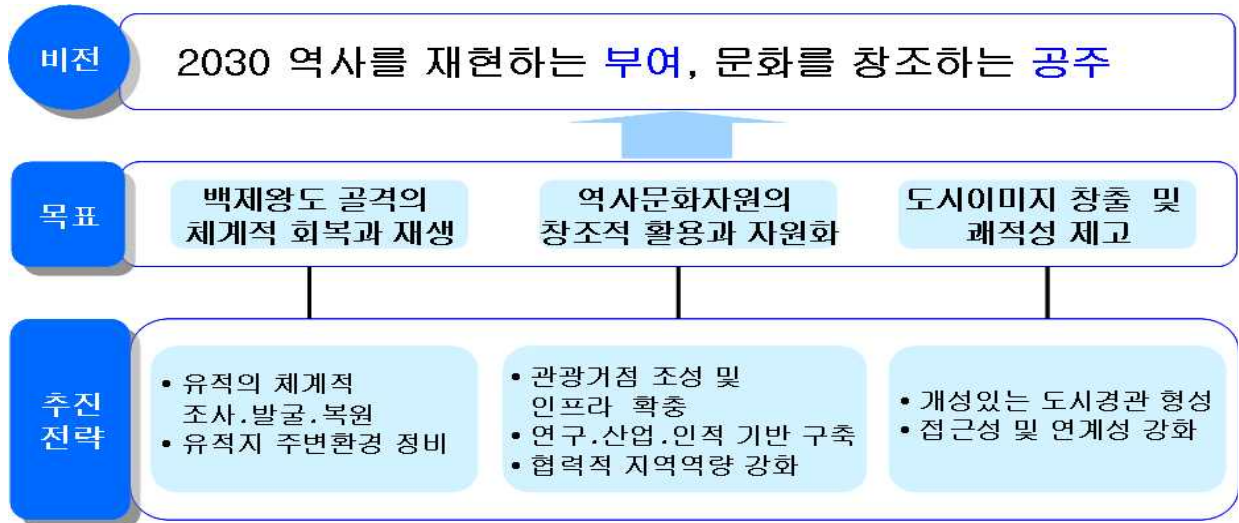 비전
2030 역사를 재현하는 부여, 문화를 창조하는 공주
목표
백제왕도 골격의
체계적 회복과 재생
역사문화자원의
창조적 활용과 자원화
도시이미지 창출 및
쾌적성 제고
추진
전략
• 유적의 체계적
조사.발굴.복원
• 유적지 주변환경 정비
• 관광거점 조성 및
인프라 확충
• 연구.산업.인적 기반 구축
• 협력적 지역역량 강화
• 개성있는 도시경관 형성
• 접근성 및 연계성 강화